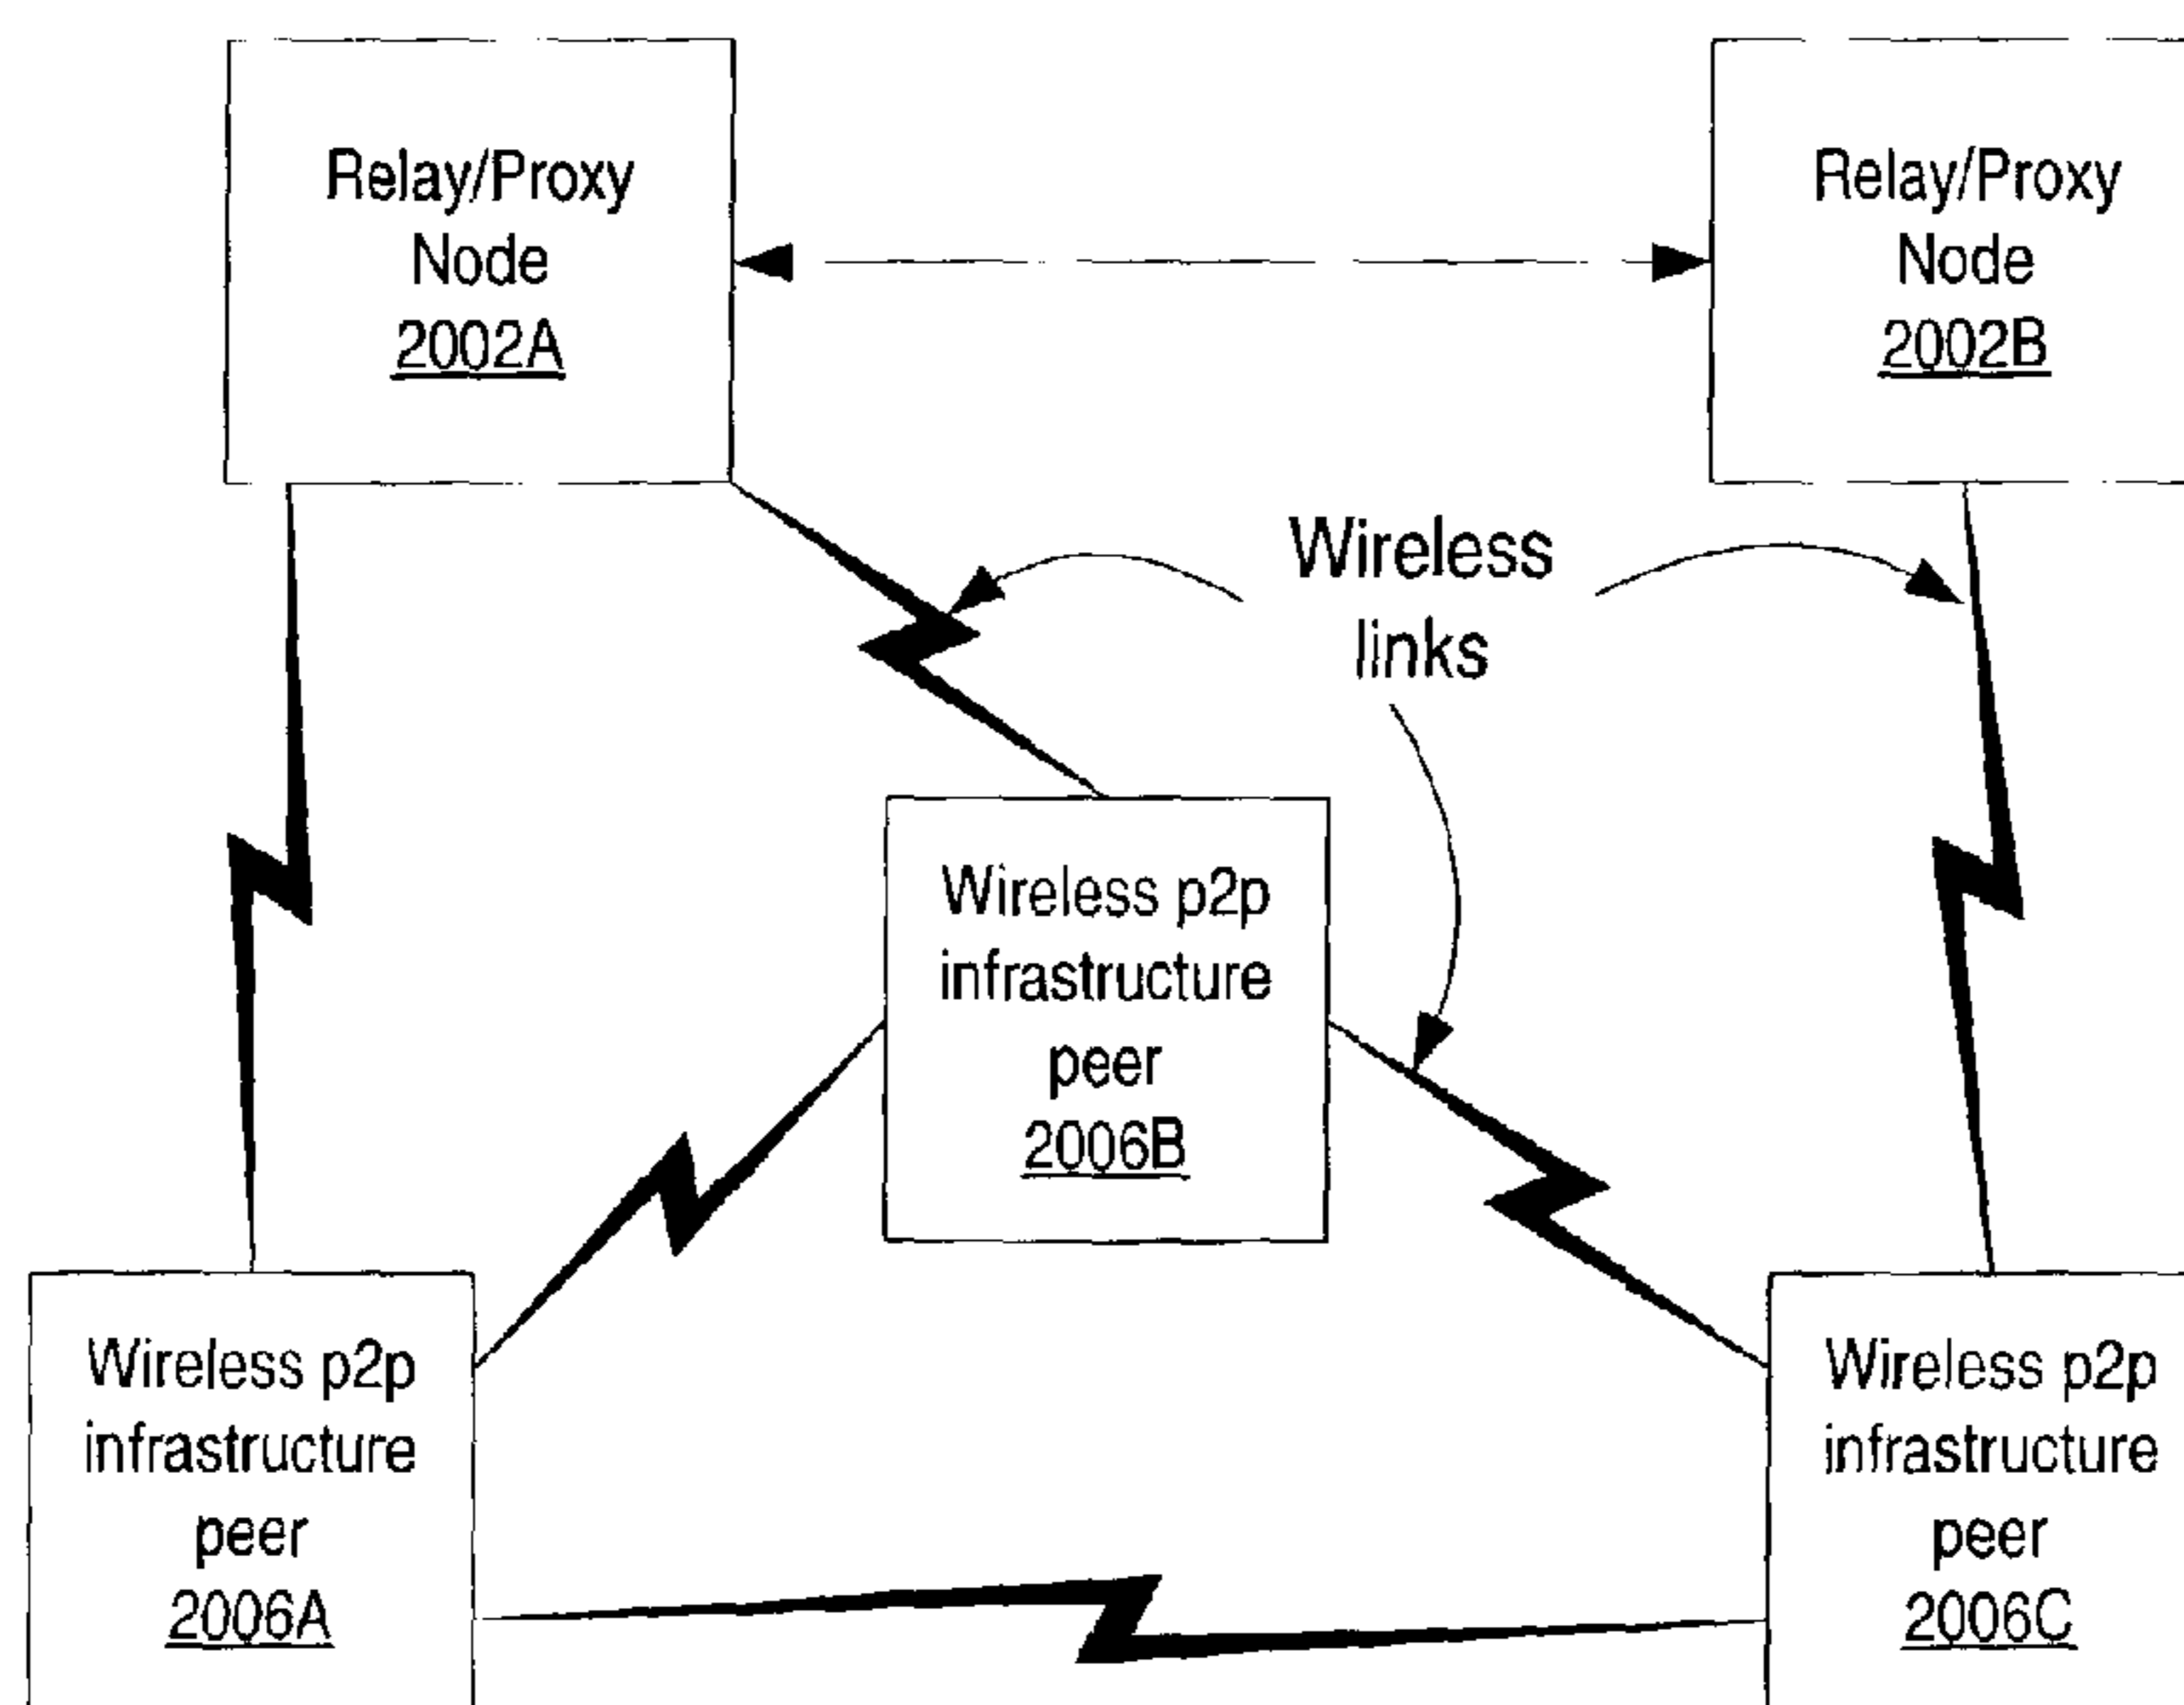 Relay/Proxy
Node
2002A
Relay/Proxy
Node
2002B
Wireless
links
Wireless p2p
infrastructure
peer
2006B
Wireless p2p
infrastructure
peer
2006A
Wireless p2p
infrastructure
peer
2006C